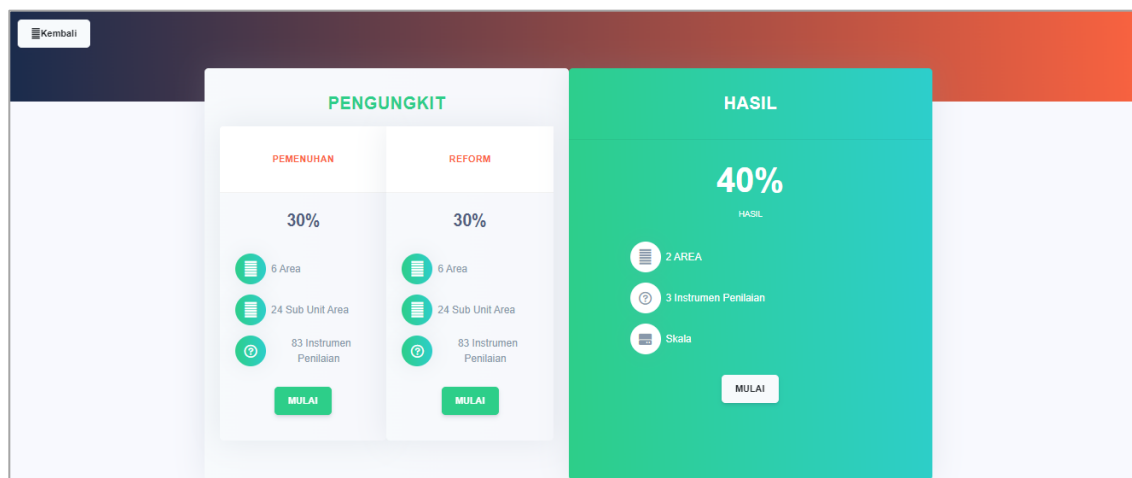 Kembali
PENGUNGKIT
PEMENUHAN
30%
6 Area
24 Sub Unit Area
83 Instrumen
Penilaian
MULAI
REFORM
30%
6 Area
24 Sub Unit Area
83 Instrumen
Penilaian
MULAI
HASIL
40%
HASIL
2 AREA
3 Instrumen Penilaian
Skala
MULAI